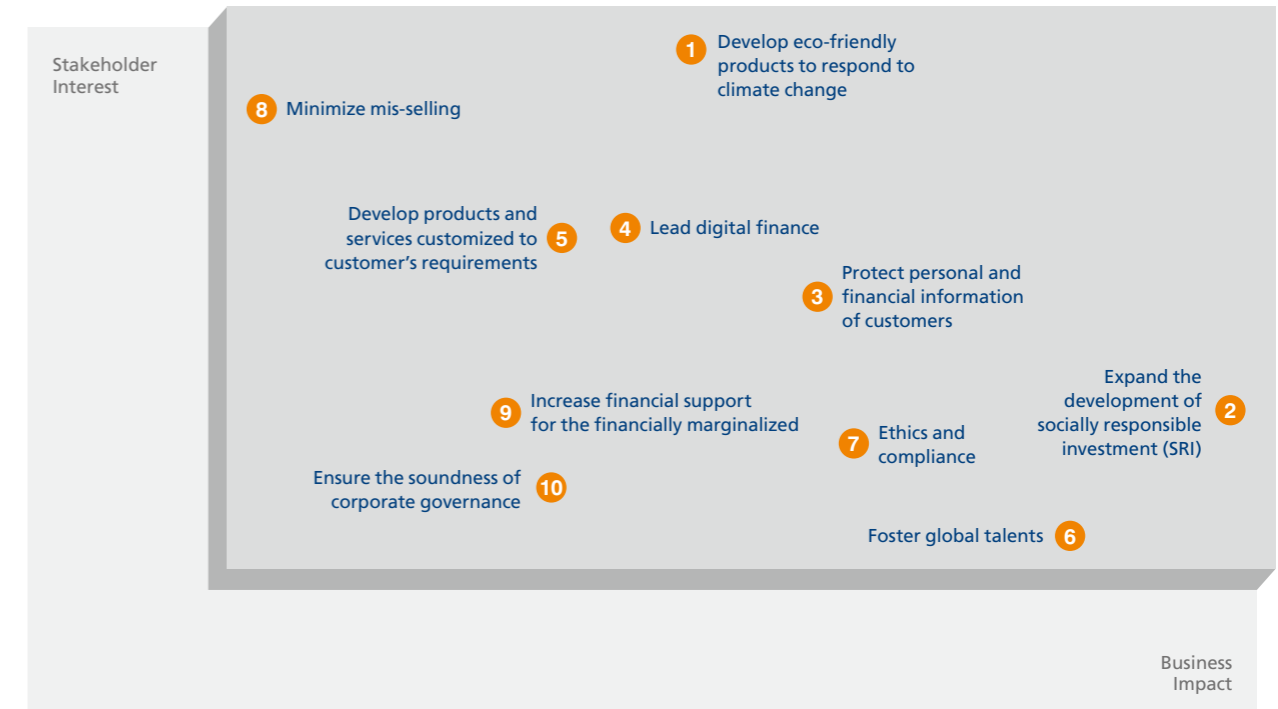 Stakeholder
Interest
1
Develop eco-friendly
products to respond to
climate change
8
Minimize mis-selling
Develop products and
services customized to
customer’s requirements
5
4
Lead digital finance
3
Protect personal and
financial information
of customers
Expand the
development of
socially responsible
investment (SRI)
2
9
Increase financial support
for the financially marginalized
7
Ethics and
compliance
Ensure the soundness of
corporate governance
10
Foster global talents
6
Business
Impact